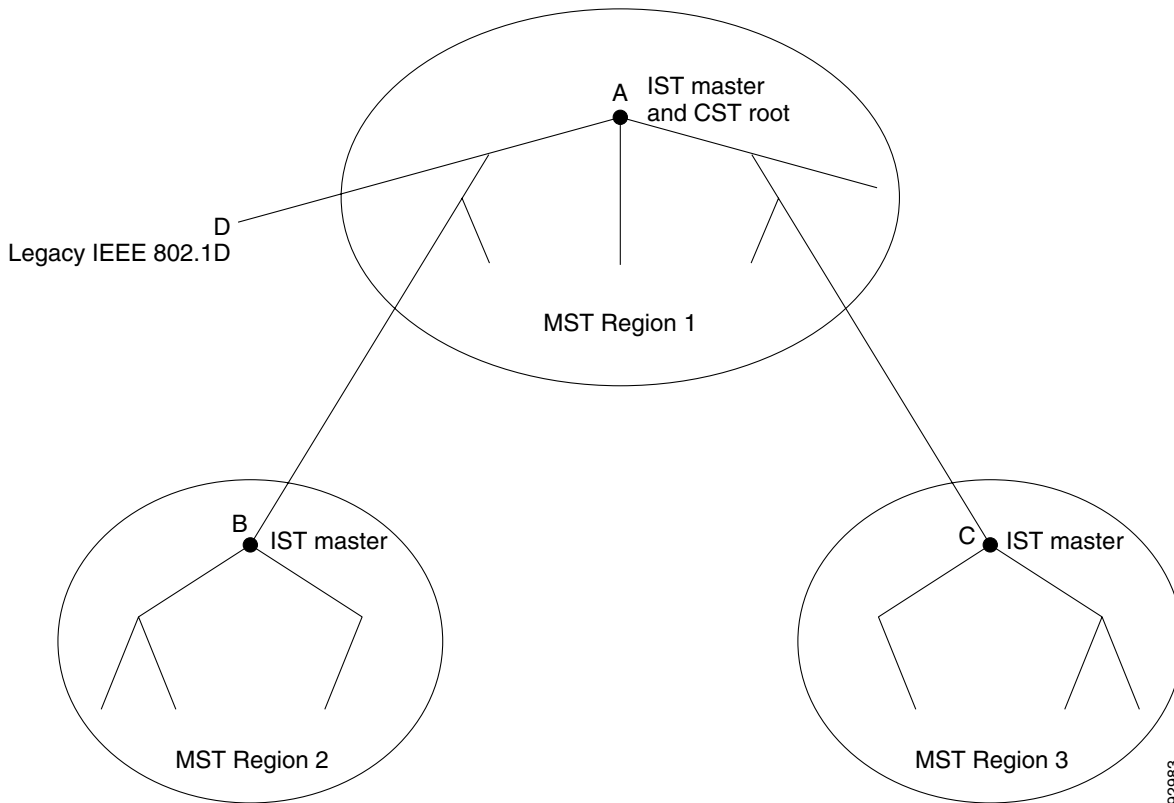 A
IST master
and CST root
D
Legacy IEEE 802.1D
MST Region 1
B
IST master
C
IST master
MST Region 2
MST Region 3
92983